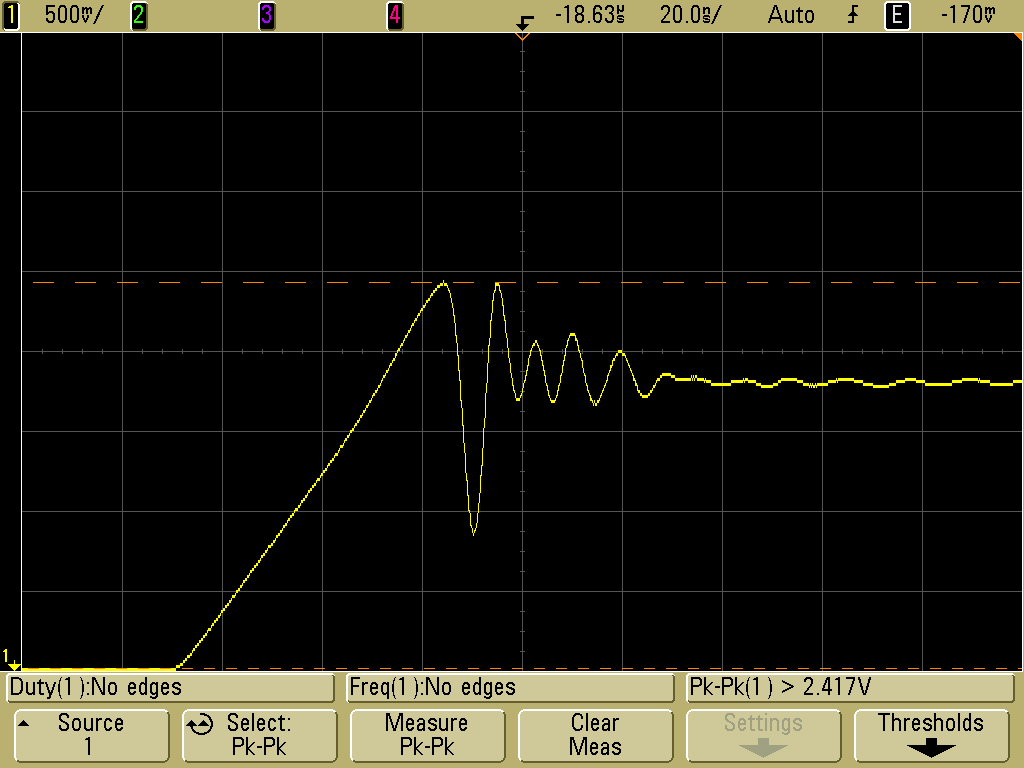 1 500mV/ 2 3 4 -18.63µs 20.0ns/ Auto E -170mV
1
Duty(1):No edges Freq(1):No edges Pk-Pk(1) > 2.417V
Source Select: Measure Clear Settings Thresholds
1 Pk-Pk Pk-Pk Meas